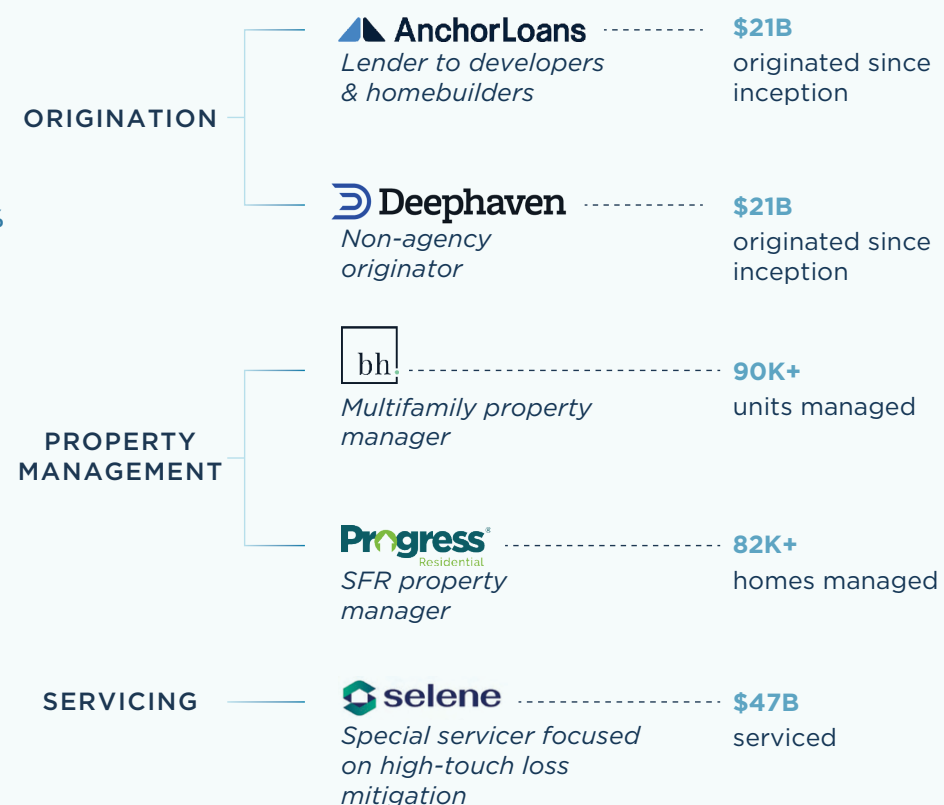 ORIGINATION
AnchorLoans
Lender to developers
& homebuilders
$21B
originated since
inception
Deephaven
Non-agency
originator
$21B
originated since
inception
PROPERTY
MANAGEMENT
bh.
Multifamily property
manager
90K+
units managed
Progress®
Residential
SFR property
manager
82K+
homes managed
SERVICING
selene
Special servicer focused
on high-touch loss
mitigation
$47B
serviced